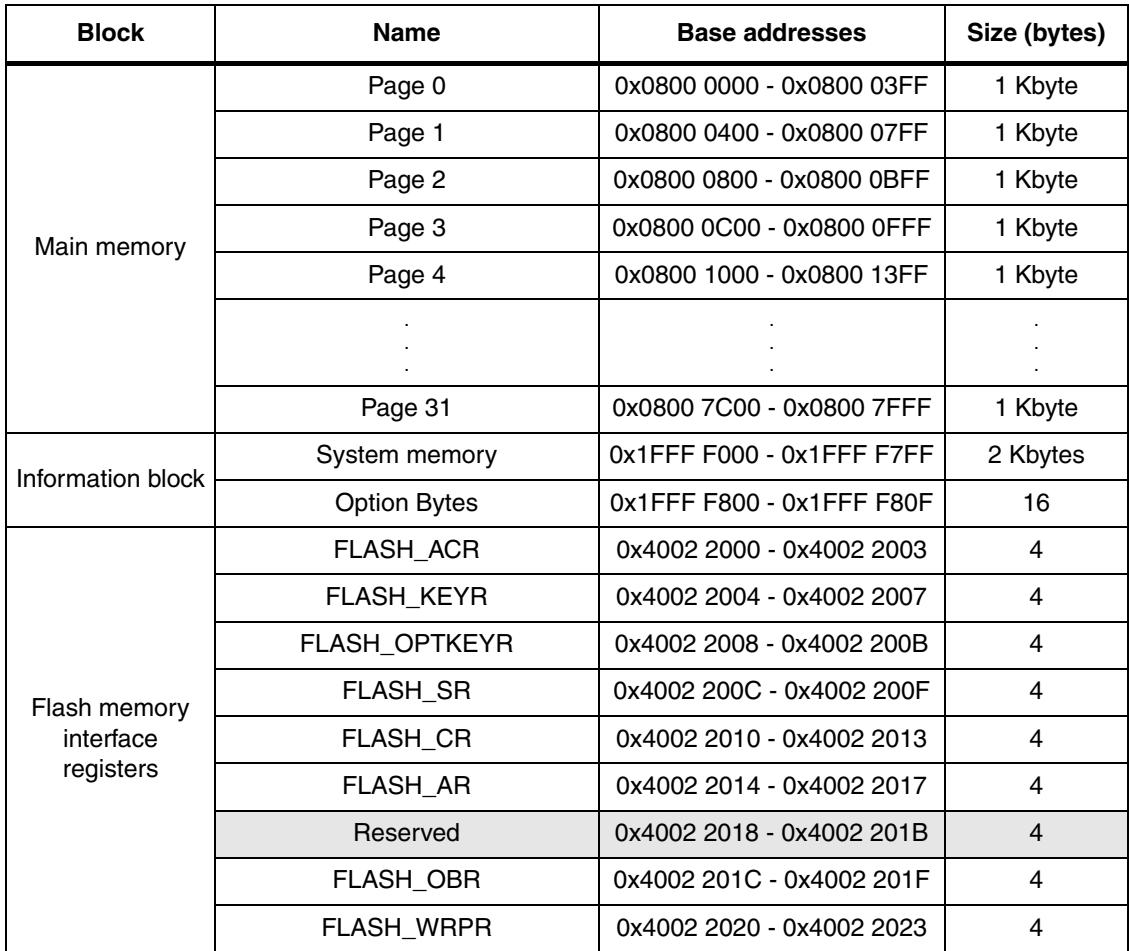 Block Name Base addresses Size (bytes)
Main memory
Page 0 0x0800 0000 - 0x0800 03FF 1 Kbyte
Page 1 0x0800 0400 - 0x0800 07FF 1 Kbyte
Page 2 0x0800 0800 - 0x0800 0BFF 1 Kbyte
Page 3 0x0800 0C00 - 0x0800 0FFF 1 Kbyte
Page 4 0x0800 1000 - 0x0800 13FF 1 Kbyte
. . .
. . .
. . .
Page 31 0x0800 7C00 - 0x0800 7FFF 1 Kbyte
Information block
System memory 0x1FFF F000 - 0x1FFF F7FF 2 Kbytes
Option Bytes 0x1FFF F800 - 0x1FFF F80F 16
Flash memory
interface
registers
FLASH_ACR 0x4002 2000 - 0x4002 2003 4
FLASH_KEYR 0x4002 2004 - 0x4002 2007 4
FLASH_OPTKEYR 0x4002 2008 - 0x4002 200B 4
FLASH_SR 0x4002 200C - 0x4002 200F 4
FLASH_CR 0x4002 2010 - 0x4002 2013 4
FLASH_AR 0x4002 2014 - 0x4002 2017 4
Reserved 0x4002 2018 - 0x4002 201B 4
FLASH_OBR 0x4002 201C - 0x4002 201F 4
FLASH_WRPR 0x4002 2020 - 0x4002 2023 4